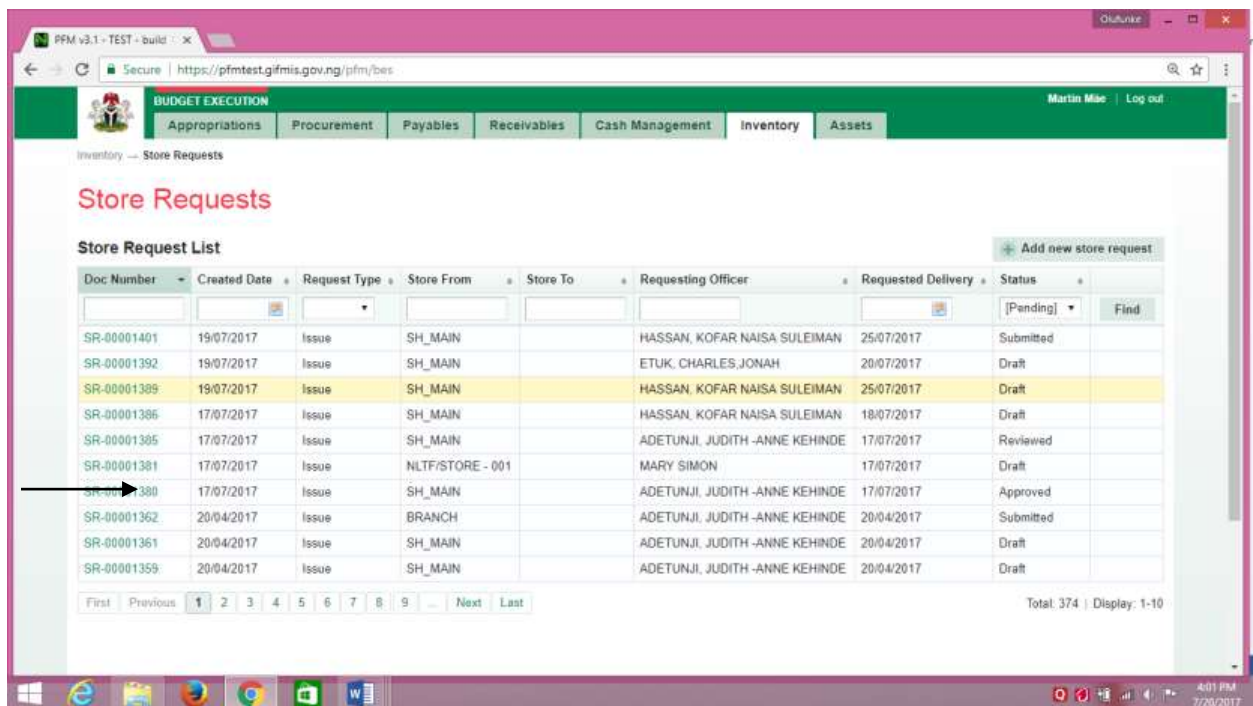 Olufunke
PFM v3.1 - TEST - build
Secure | https://pfmtest.gifmis.gov.ng/pfm/bes
BUDGET EXECUTION
Martin Mäe | Log out
Appropriations Procurement Payables Receivables Cash Management Inventory Assets
Inventory → Store Requests
Store Requests
Store Request List
Add new store request
Doc Number Created Date Request Type Store From Store To Requesting Officer Requested Delivery Status
[Pending] Find
SR-00001401 19/07/2017 Issue SH_MAIN HASSAN, KOFAR NAISA SULEIMAN 25/07/2017 Submitted
SR-00001392 19/07/2017 Issue SH_MAIN ETUK, CHARLES,JONAH 20/07/2017 Draft
SR-00001389 19/07/2017 Issue SH_MAIN HASSAN, KOFAR NAISA SULEIMAN 25/07/2017 Draft
SR-00001386 17/07/2017 Issue SH_MAIN HASSAN, KOFAR NAISA SULEIMAN 18/07/2017 Draft
SR-00001385 17/07/2017 Issue SH_MAIN ADETUNJI, JUDITH -ANNE KEHINDE 17/07/2017 Reviewed
SR-00001381 17/07/2017 Issue NLTF/STORE - 001 MARY SIMON 17/07/2017 Draft
SR-00001380 17/07/2017 Issue SH_MAIN ADETUNJI, JUDITH -ANNE KEHINDE 17/07/2017 Approved
SR-00001362 20/04/2017 Issue BRANCH ADETUNJI, JUDITH -ANNE KEHINDE 20/04/2017 Submitted
SR-00001361 20/04/2017 Issue SH_MAIN ADETUNJI, JUDITH -ANNE KEHINDE 20/04/2017 Draft
SR-00001359 20/04/2017 Issue SH_MAIN ADETUNJI, JUDITH -ANNE KEHINDE 20/04/2017 Draft
First Previous 1 2 3 4 5 6 7 8 9 ... Next Last
Total: 374 | Display: 1-10
4:01 PM
7/20/2017